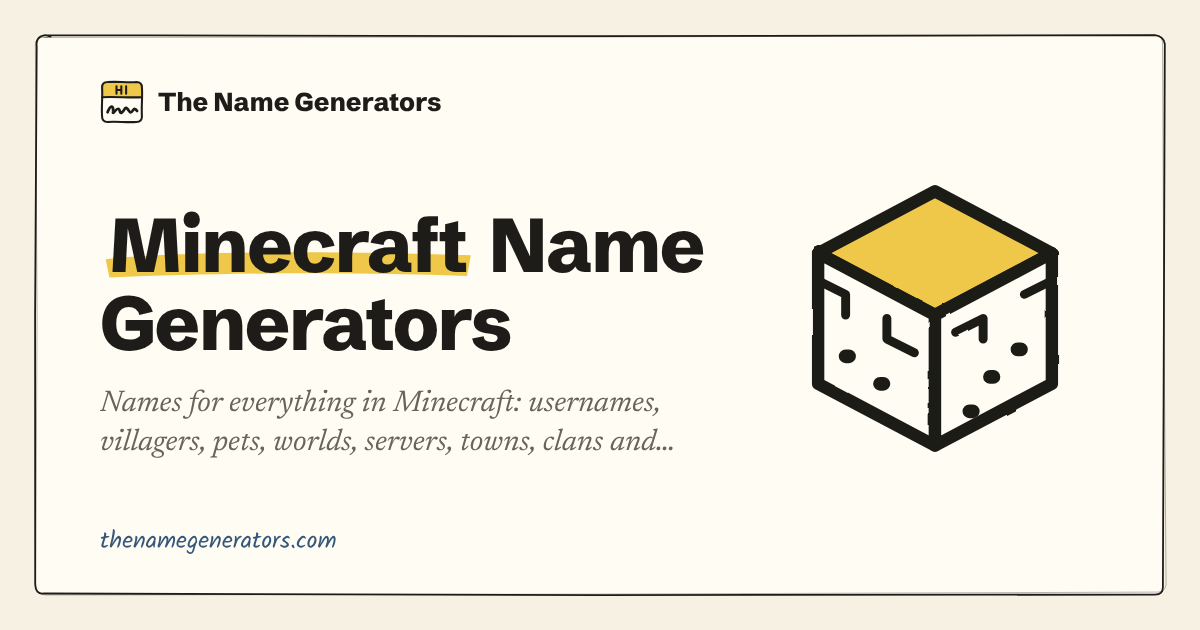 HI
The Name Generators
Minecraft Name
Generators
Names for everything in Minecraft: usernames,
villagers, pets, worlds, servers, towns, clans and...
thenamegenerators.com